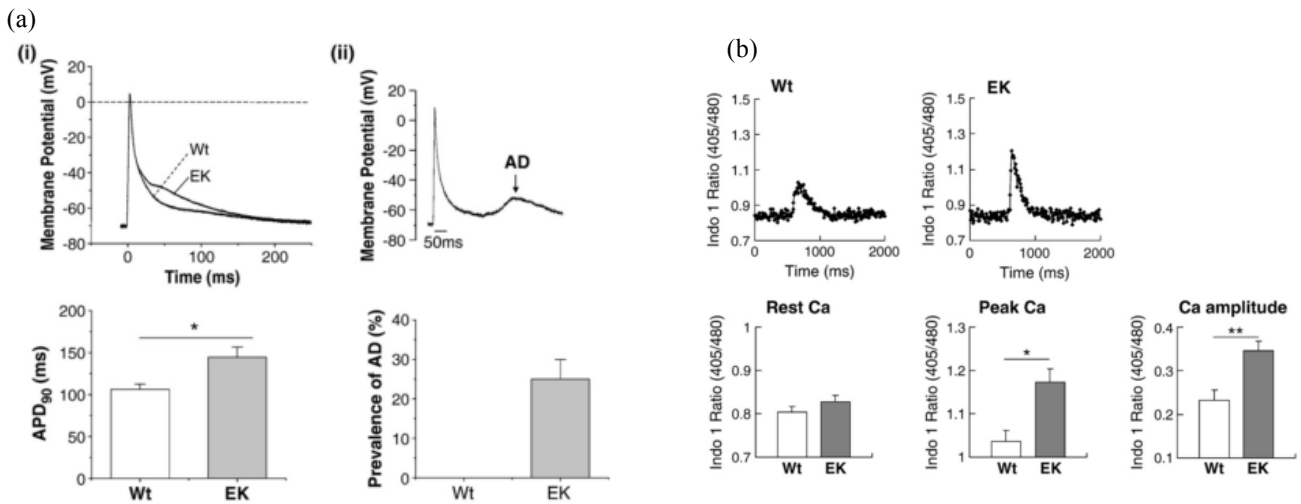 (a)
(i)
Membrane Potential (mV)
20
0
-20
-40
-60
-80
Wt
EK
0
100
200
Time (ms)
(ii)
Membrane Potential (mV)
20
0
-20
-40
-60
-80
AD
50ms
APD90 (ms)
200
150
100
50
0
*
Wt
EK
Prevalence of AD (%)
40
35
30
25
20
15
10
5
0
Wt
EK
(b)
Wt
Indo 1 Ratio (405/480)
1.5
1.3
1.1
0.9
0.7
0
1000
2000
Time (ms)
EK
Indo 1 Ratio (405/480)
1.5
1.3
1.1
0.9
0.7
0
1000
2000
Time (ms)
Rest Ca
Indo 1 Ratio (405/480)
1
0.9
0.8
0.7
Wt
EK
Peak Ca
Indo 1 Ratio (405/480)
1.3
1.2
1.1
1
*
Wt
EK
Ca amplitude
Indo 1 Ratio (405/480)
0.4
0.3
0.2
0.1
**
Wt
EK